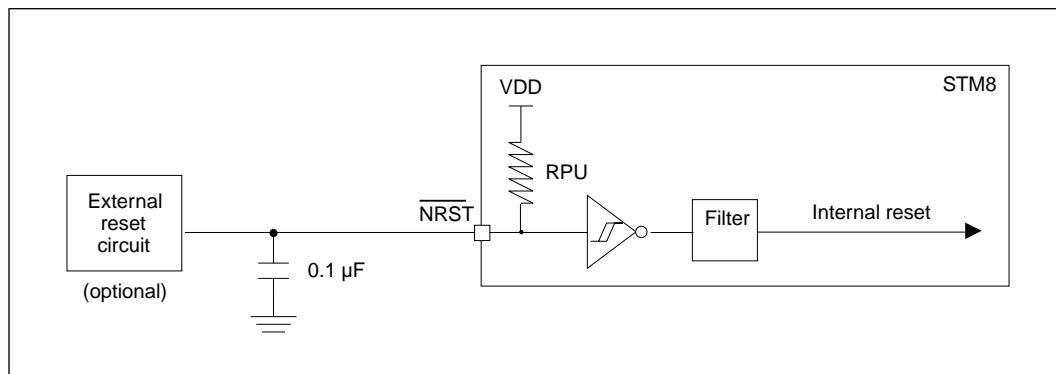 STM8
VDD
RPU
External
reset
circuit
(optional)
NRST
0.1 µF
Filter
Internal reset